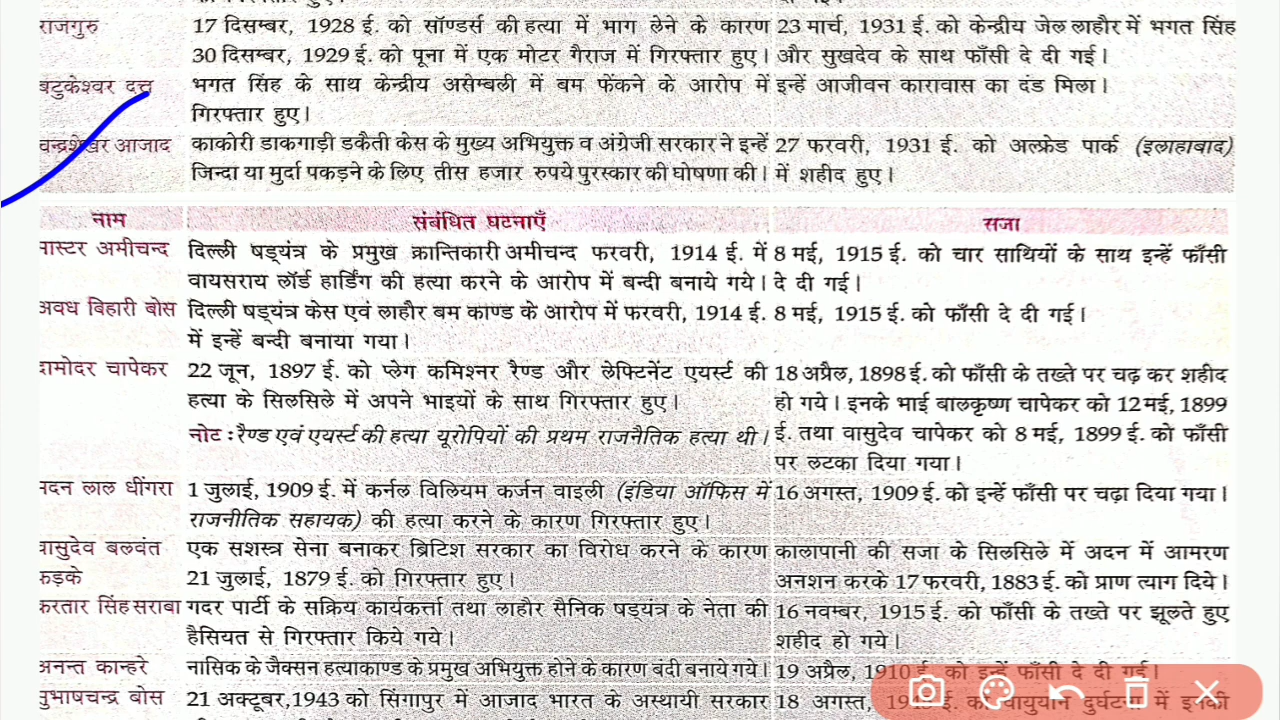 राजगुरु 17 दिसम्बर, 1928 ई. को सॉण्डर्स की हत्या में भाग लेने के कारण 23 मार्च, 1931 ई. को केन्द्रीय जेल लाहौर में भगत सिंह
30 दिसम्बर, 1929 ई. को पूना में एक मोटर गैराज में गिरफ्तार हुए। और सुखदेव के साथ फाँसी दे दी गई।
बटुकेश्वर दत्त भगत सिंह के साथ केन्द्रीय असेम्बली में बम फेंकने के आरोप में इन्हें आजीवन कारावास का दंड मिला।
गिरफ्तार हुए।
चन्द्रशेखर आजाद काकोरी डाकगाड़ी डकैती केस के मुख्य अभियुक्त व अंग्रेजी सरकार ने इन्हें 27 फरवरी, 1931 ई. को अल्फ्रेड पार्क (इलाहाबाद)
जिन्दा या मुर्दा पकड़ने के लिए तीस हजार रुपये पुरस्कार की घोषणा की। में शहीद हुए।
नाम संबंधित घटनाएँ सजा
मास्टर अमीचन्द दिल्ली षड्यंत्र के प्रमुख क्रान्तिकारी अमीचन्द फरवरी, 1914 ई. में 8 मई, 1915 ई. को चार साथियों के साथ इन्हें फाँसी
वायसराय लॉर्ड हार्डिंग की हत्या करने के आरोप में बन्दी बनाये गये। दे दी गई।
अवध बिहारी बोस दिल्ली षड्यंत्र केस एवं लाहौर बम काण्ड के आरोप में फरवरी, 1914 ई. 8 मई, 1915 ई. को फाँसी दे दी गई।
में इन्हें बन्दी बनाया गया।
दामोदर चापेकर 22 जून, 1897 ई. को प्लेग कमिश्नर रैण्ड और लेफ्टिनेंट एयर्स्ट की 18 अप्रैल, 1898 ई. को फाँसी के तख्ते पर चढ़ कर शहीद
हत्या के सिलसिले में अपने भाइयों के साथ गिरफ्तार हुए। हो गये। इनके भाई बालकृष्ण चापेकर को 12 मई, 1899
नोट : रैण्ड एवं एयर्स्ट की हत्या यूरोपियों की प्रथम राजनैतिक हत्या थी। ई. तथा वासुदेव चापेकर को 8 मई, 1899 ई. को फाँसी
पर लटका दिया गया।
मदन लाल धींगरा 1 जुलाई, 1909 ई. में कर्नल विलियम कर्जन वाइली (इंडिया ऑफिस में 16 अगस्त, 1909 ई. को इन्हें फाँसी पर चढ़ा दिया गया।
राजनीतिक सहायक) की हत्या करने के कारण गिरफ्तार हुए।
वासुदेव बलवंत एक सशस्त्र सेना बनाकर ब्रिटिश सरकार का विरोध करने के कारण कालापानी की सजा के सिलसिले में अदन में आमरण
फड़के 21 जुलाई, 1879 ई. को गिरफ्तार हुए। अनशन करके 17 फरवरी, 1883 ई. को प्राण त्याग दिये।
करतार सिंह सराबा गदर पार्टी के सक्रिय कार्यकर्त्ता तथा लाहौर सैनिक षड्यंत्र के नेता की 16 नवम्बर, 1915 ई. को फाँसी के तख्ते पर झूलते हुए
हैसियत से गिरफ्तार किये गये। शहीद हो गये।
अनन्त कान्हरे नासिक के जैक्सन हत्याकाण्ड के प्रमुख अभियुक्त होने के कारण बंदी बनाये गये। 19 अप्रैल, 1910 ई. को इन्हें फाँसी दे दी गई।
सुभाषचन्द्र बोस 21 अक्टूबर,1943 को सिंगापुर में आजाद भारत के अस्थायी सरकार 18 अगस्त, को वायुयान दुर्घटना में इनकी